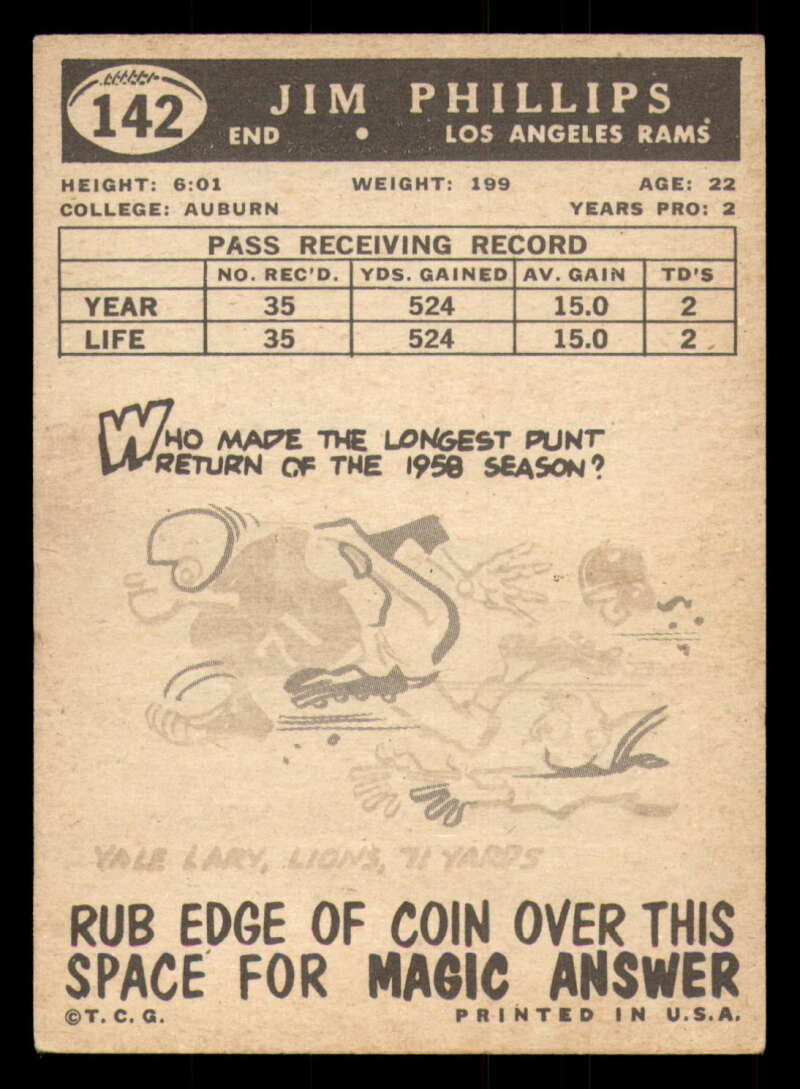 142
JIM PHILLIPS
END • LOS ANGELES RAMS
HEIGHT: 6:01 WEIGHT: 199 AGE: 22
COLLEGE: AUBURN YEARS PRO: 2
PASS RECEIVING RECORD
NO. REC'D. YDS. GAINED AV. GAIN TD'S
YEAR 35 524 15.0 2
LIFE 35 524 15.0 2
WHO MADE THE LONGEST PUNT
RETURN OF THE 1958 SEASON?
71
YALE LARY, LIONS, 71 YARDS
RUB EDGE OF COIN OVER THIS
SPACE FOR MAGIC ANSWER
©T.C.G. PRINTED IN U.S.A.